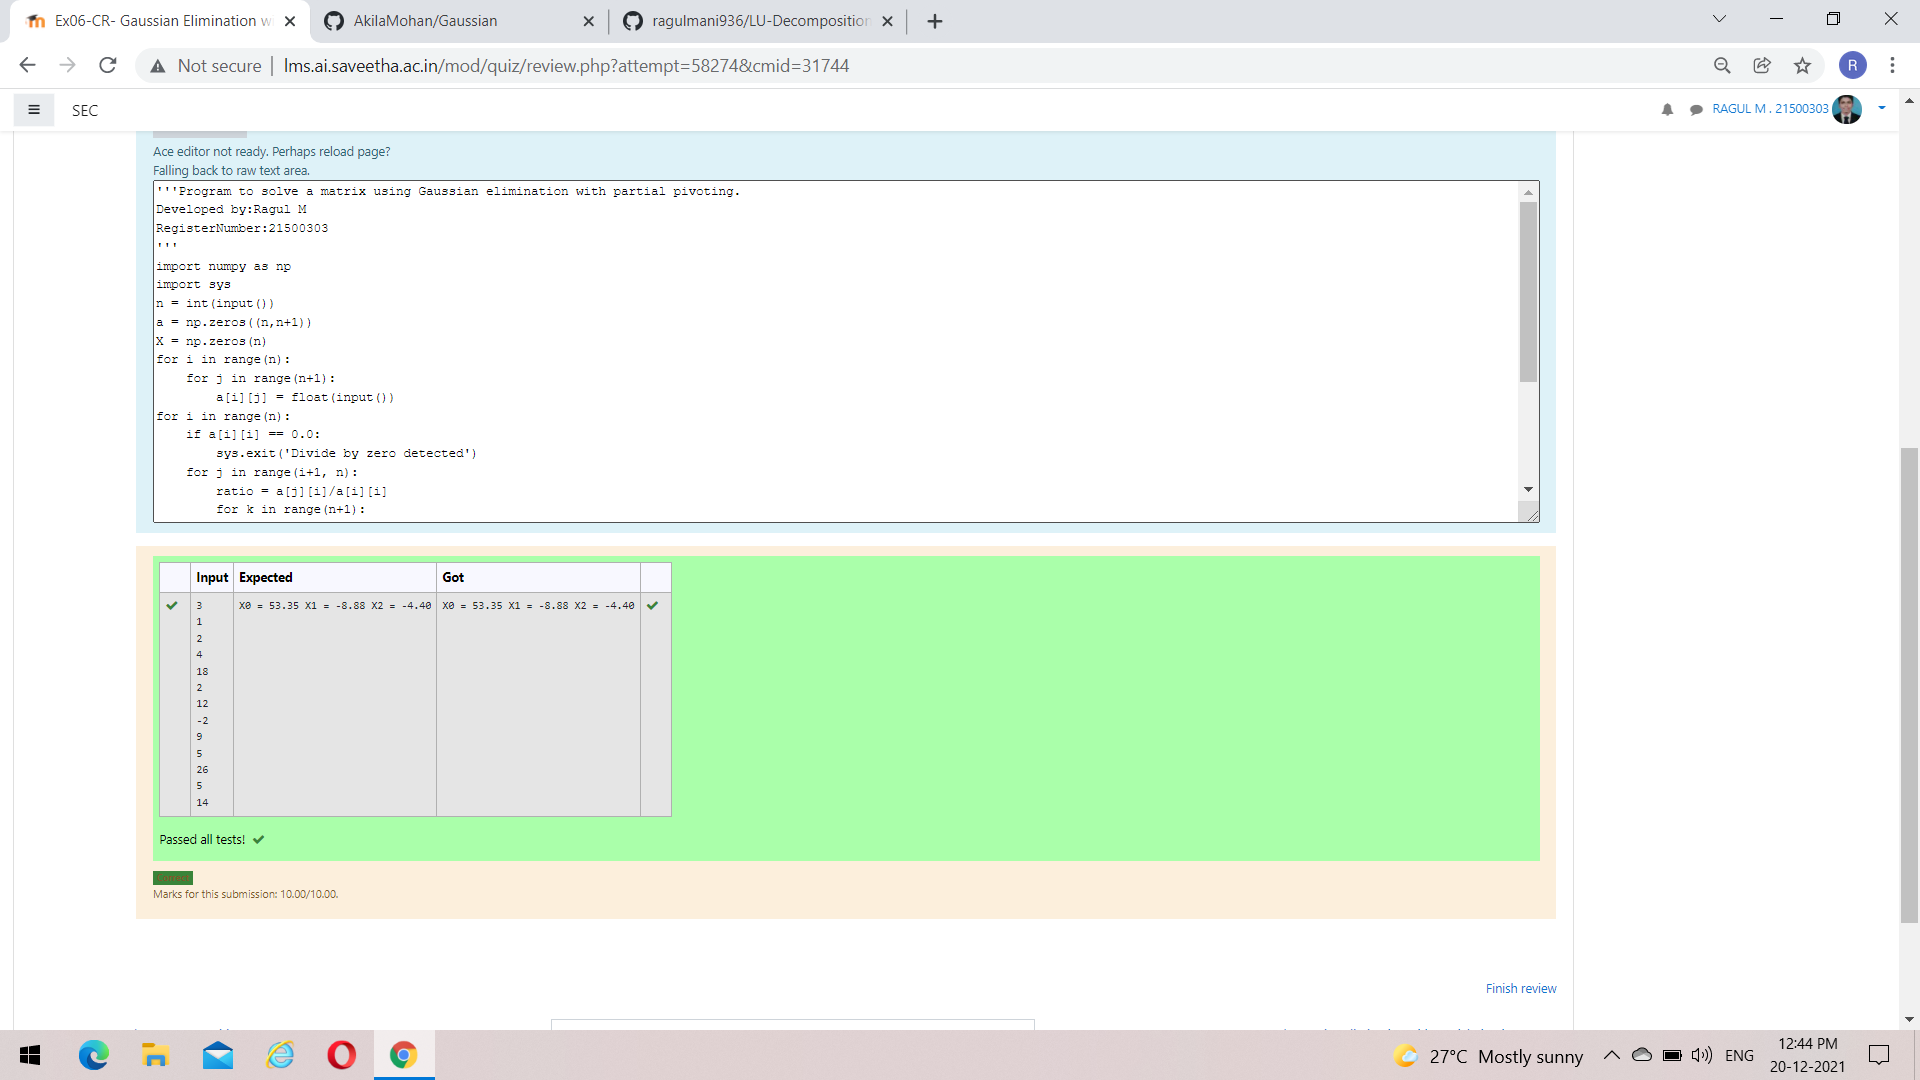 Ex06-CR- Gaussian Elimination w
AkilaMohan/Gaussian
ragulmani936/LU-Decomposition
Not secure
lms.ai.saveetha.ac.in/mod/quiz/review.php?attempt=58274&cmid=31744
R
SEC
RAGUL M . 21500303
Ace editor not ready. Perhaps reload page?
Falling back to raw text area.
'''Program to solve a matrix using Gaussian elimination with partial pivoting.
Developed by:Ragul M
RegisterNumber:21500303
'''
import numpy as np
import sys
n = int(input())
a = np.zeros((n,n+1))
X = np.zeros(n)
for i in range(n):
    for j in range(n+1):
        a[i][j] = float(input())
for i in range(n):
    if a[i][i] == 0.0:
        sys.exit('Divide by zero detected')
    for j in range(i+1, n):
        ratio = a[j][i]/a[i][i]
        for k in range(n+1):
Input Expected Got
3 X0 = 53.35 X1 = -8.88 X2 = -4.40 X0 = 53.35 X1 = -8.88 X2 = -4.40
1
2
4
18
2
12
-2
9
5
26
5
14
Passed all tests!
Marks for this submission: 10.00/10.00.
Finish review
27°C Mostly sunny
ENG
12:44 PM
20-12-2021